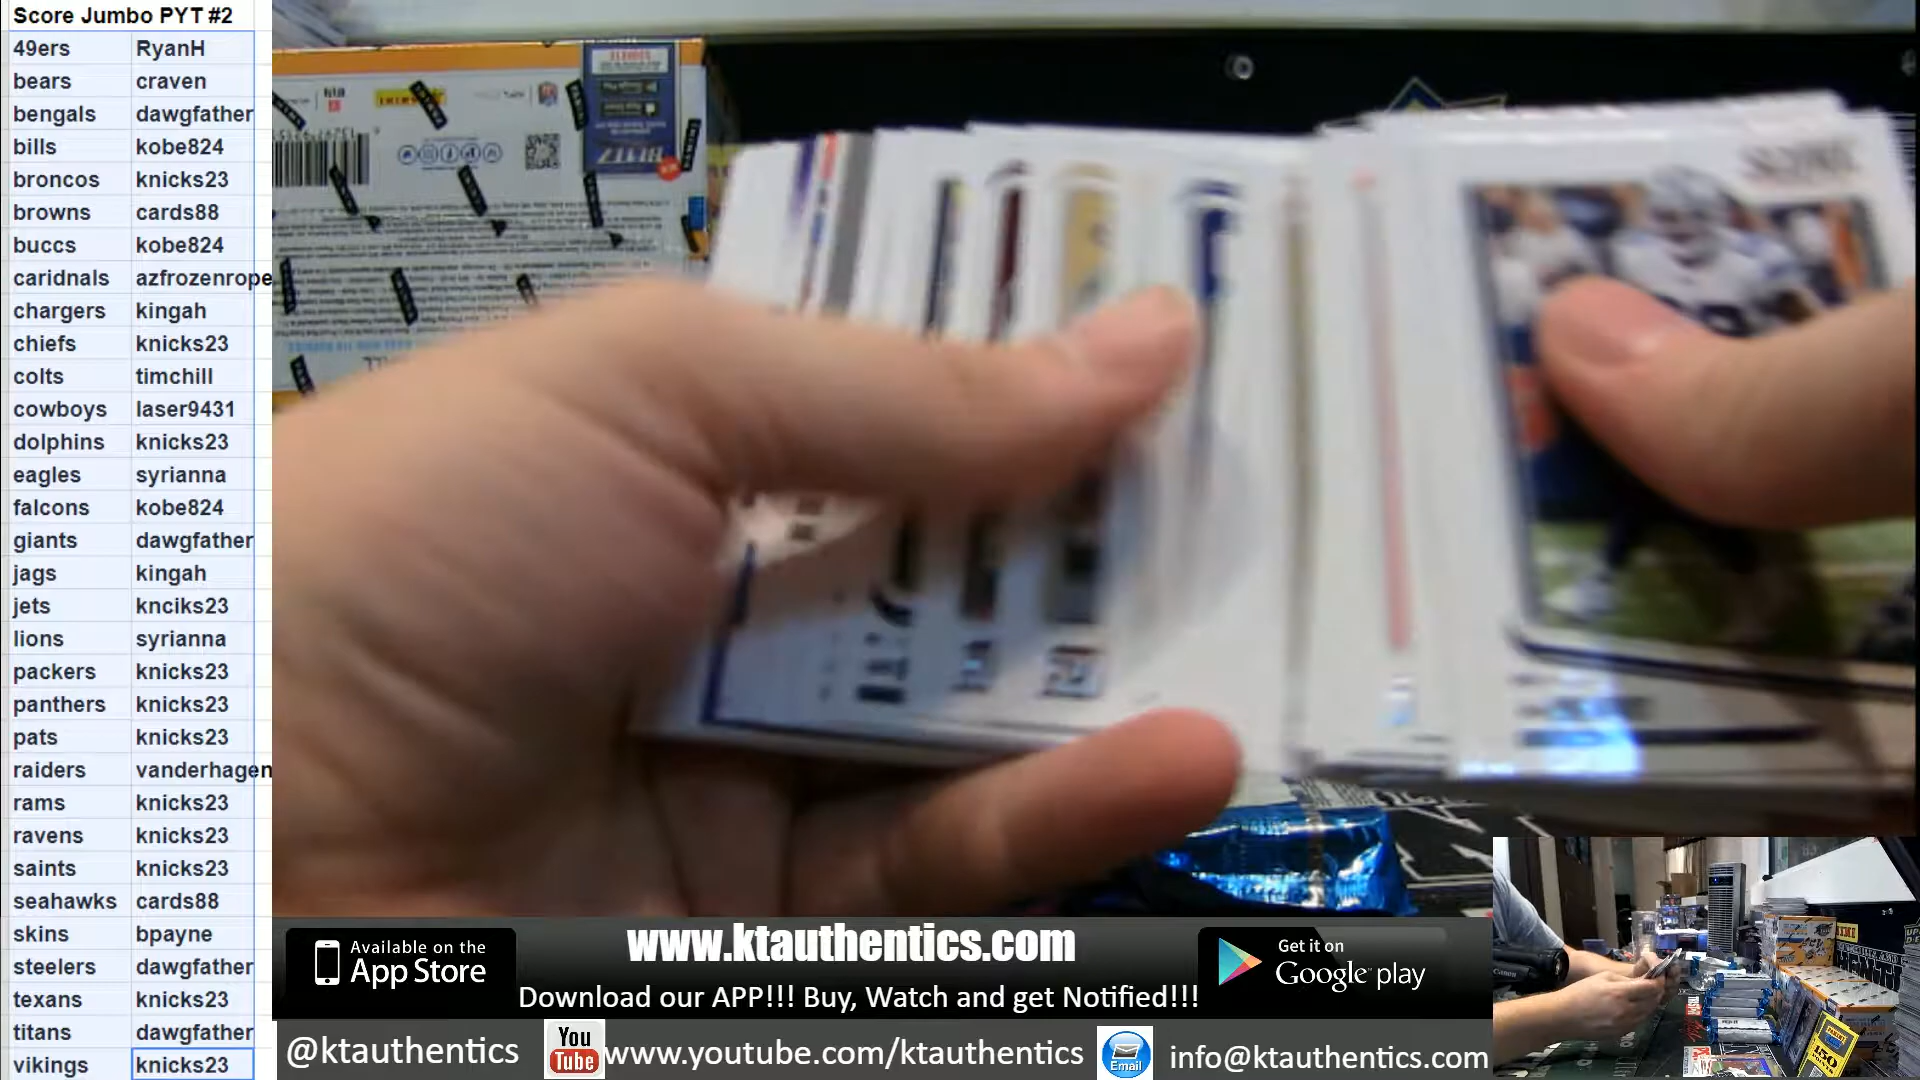 Score Jumbo PYT #2
49ers RyanH
bears craven
bengals dawgfather
bills kobe824
broncos knicks23
browns cards88
buccs kobe824
caridnals azfrozenrope
chargers kingah
chiefs knicks23
colts timchill
cowboys laser9431
dolphins knicks23
eagles syrianna
falcons kobe824
giants dawgfather
jags kingah
jets knciks23
lions syrianna
packers knicks23
panthers knicks23
pats knicks23
raiders vanderhagen
rams knicks23
ravens knicks23
saints knicks23
seahawks cards88
skins bpayne
steelers dawgfather
texans knicks23
titans dawgfather
vikings knicks23
BLITZ
SCORE
Available on the
App Store
www.ktauthentics.com
Get it on
Google play
Download our APP!!! Buy, Watch and get Notified!!!
@ktauthentics
You
Tube
www.youtube.com/ktauthentics
Email
info@ktauthentics.com